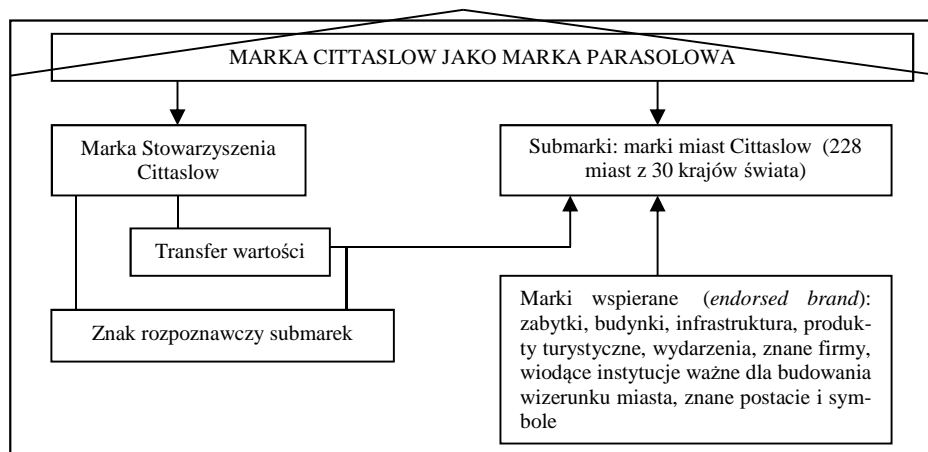 MARKA CITTASLOW JAKO MARKA PARASOLOWA
Marka Stowarzyszenia
Cittaslow
Submarki: marki miast Cittaslow (228
miast z 30 krajów świata)
Transfer wartości
Znak rozpoznawczy submarek
Marki wspierane (endorsed brand):
zabytki, budynki, infrastruktura, produk-
ty turystyczne, wydarzenia, znane firmy,
wiodące instytucje ważne dla budowania
wizerunku miasta, znane postacie i sym-
bole